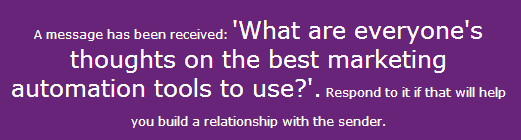 A message has been received: 'What are everyone's
thoughts on the best marketing
automation tools to use?'. Respond to it if that will help
you build a relationship with the sender.